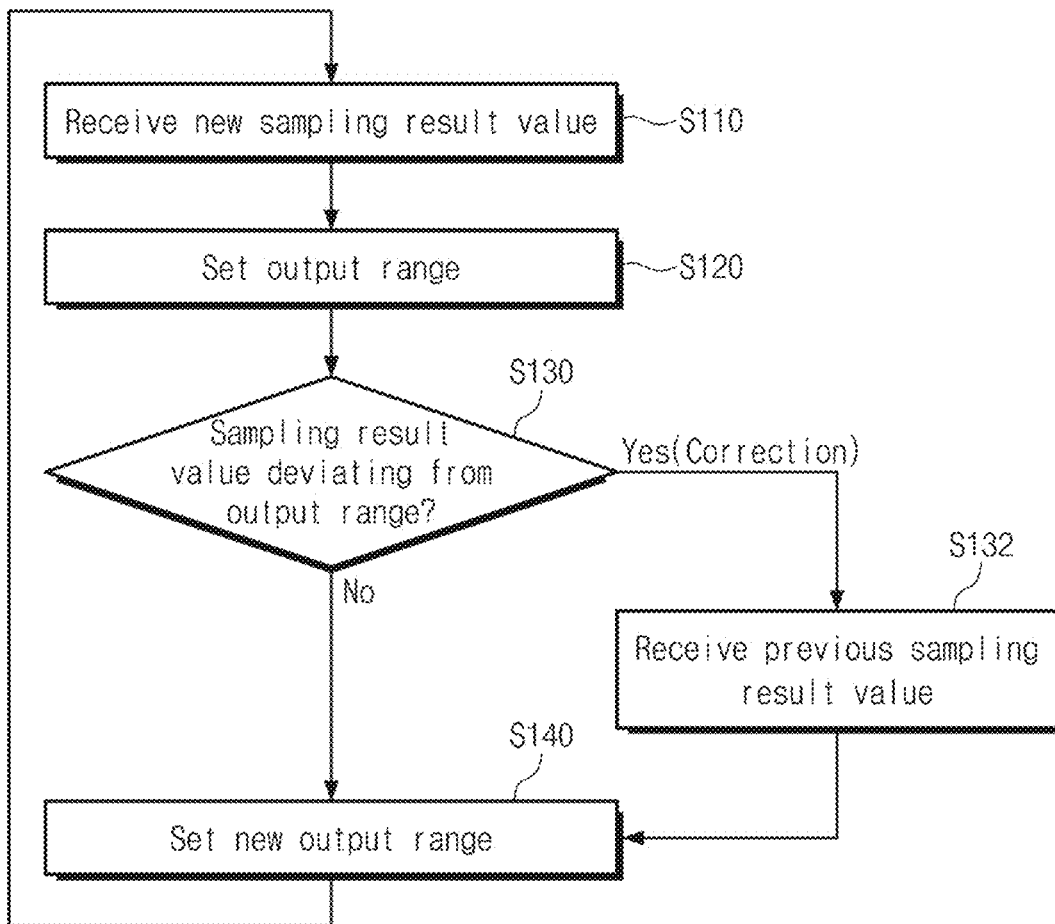 Receive new sampling result value
S110
Set output range
S120
S130
Sampling result
value deviating from
output range?
Yes(Correction)
No
S132
Receive previous sampling
result value
S140
Set new output range